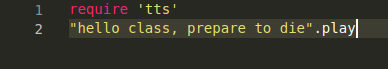 1 require 'tts'
2 "hello class, prepare to die".play